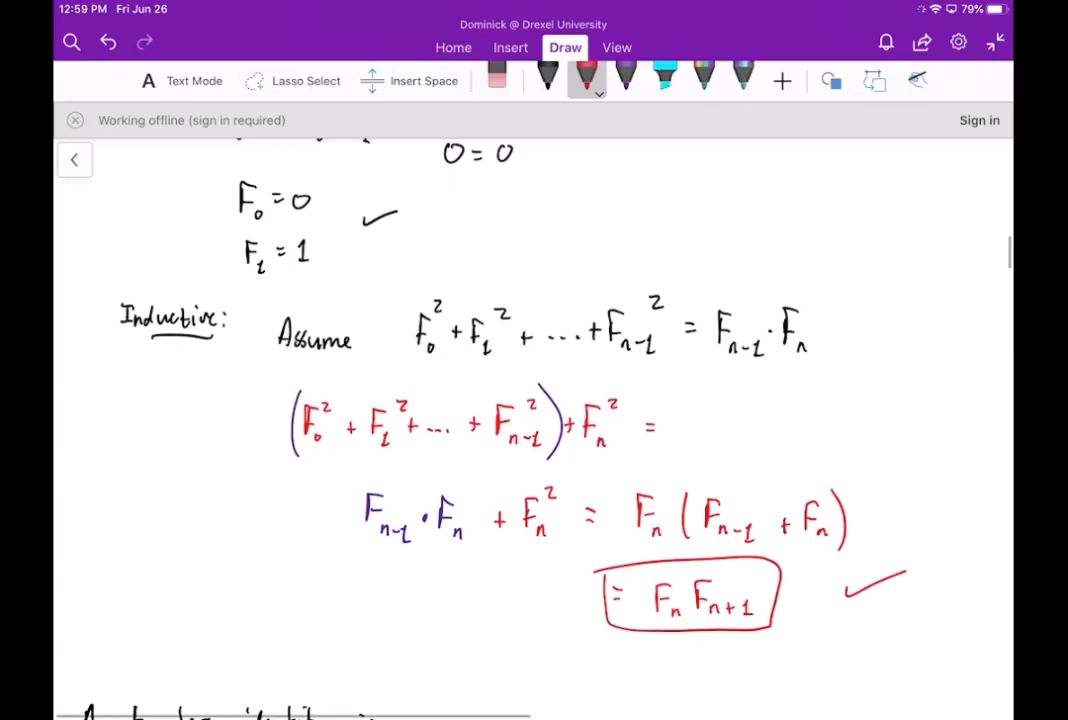 12:59 PM Fri Jun 26
79%
Dominick @ Drexel University
Home Insert Draw View
A Text Mode Lasso Select Insert Space
Working offline (sign in required) Sign in
0 = 0
F₀ = 0 ✓
F₁ = 1
Inductive: Assume F₀² + F₁² + .... + Fₙ₋₁² = Fₙ₋₁ · Fₙ
(F₀² + F₁² + ... + Fₙ₋₁²) + Fₙ² =
Fₙ₋₁ · Fₙ + Fₙ² = Fₙ (Fₙ₋₁ + Fₙ)
= Fₙ Fₙ₊₁ ✓